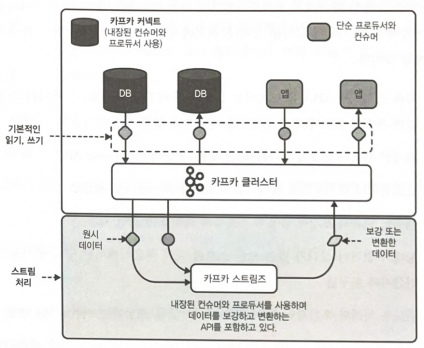 카프카 커넥트
(내장된 컨슈머와
프로듀서 사용)
단순 프로듀서와
컨슈머
DB
DB
앱
앱
기본적인
읽기, 쓰기
카프카 클러스터
원시
데이터
보강 또는
변환한
데이터
스트림
처리
카프카 스트림즈
내장된 컨슈머와 프로듀서를 사용하며
데이터를 보강하고 변환하는
API를 포함하고 있다.